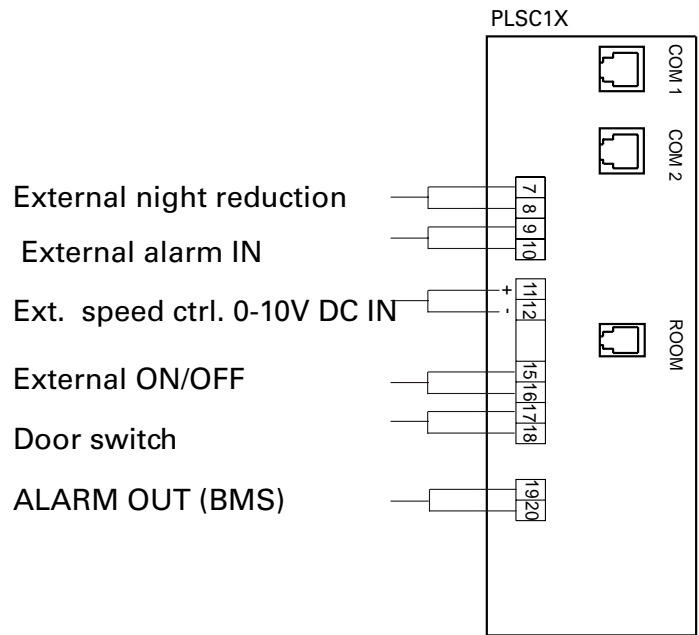 PLSC1X
COM 1
COM 2
External night reduction
7
8
External alarm IN
9
10
Ext. speed ctrl. 0-10V DC IN
+ 11
- 12
ROOM
External ON/OFF
15
16
Door switch
17
18
ALARM OUT (BMS)
19
20